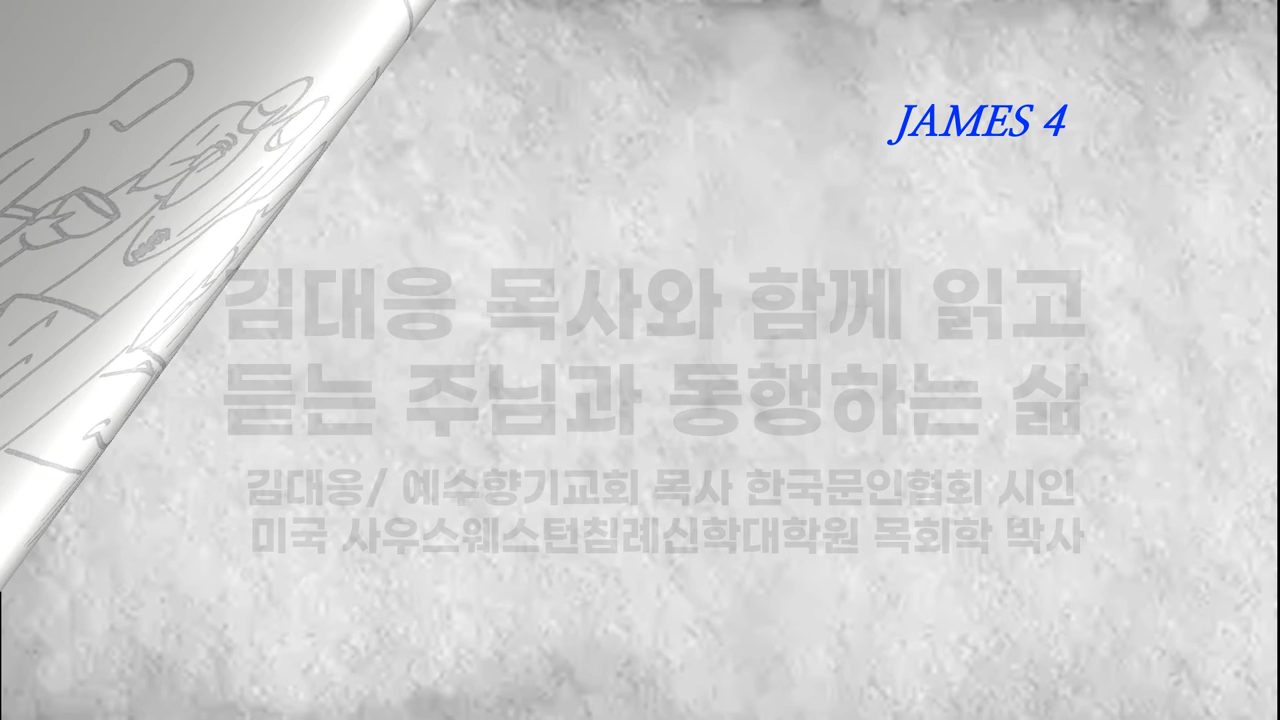 JAMES 4
김대응 목사와 함께 읽고
듣는 주님과 동행하는 삶
김대응/ 예수향기교회 목사 한국문인협회 시인
미국 사우스웨스턴침례신학대학원 목회학 박사